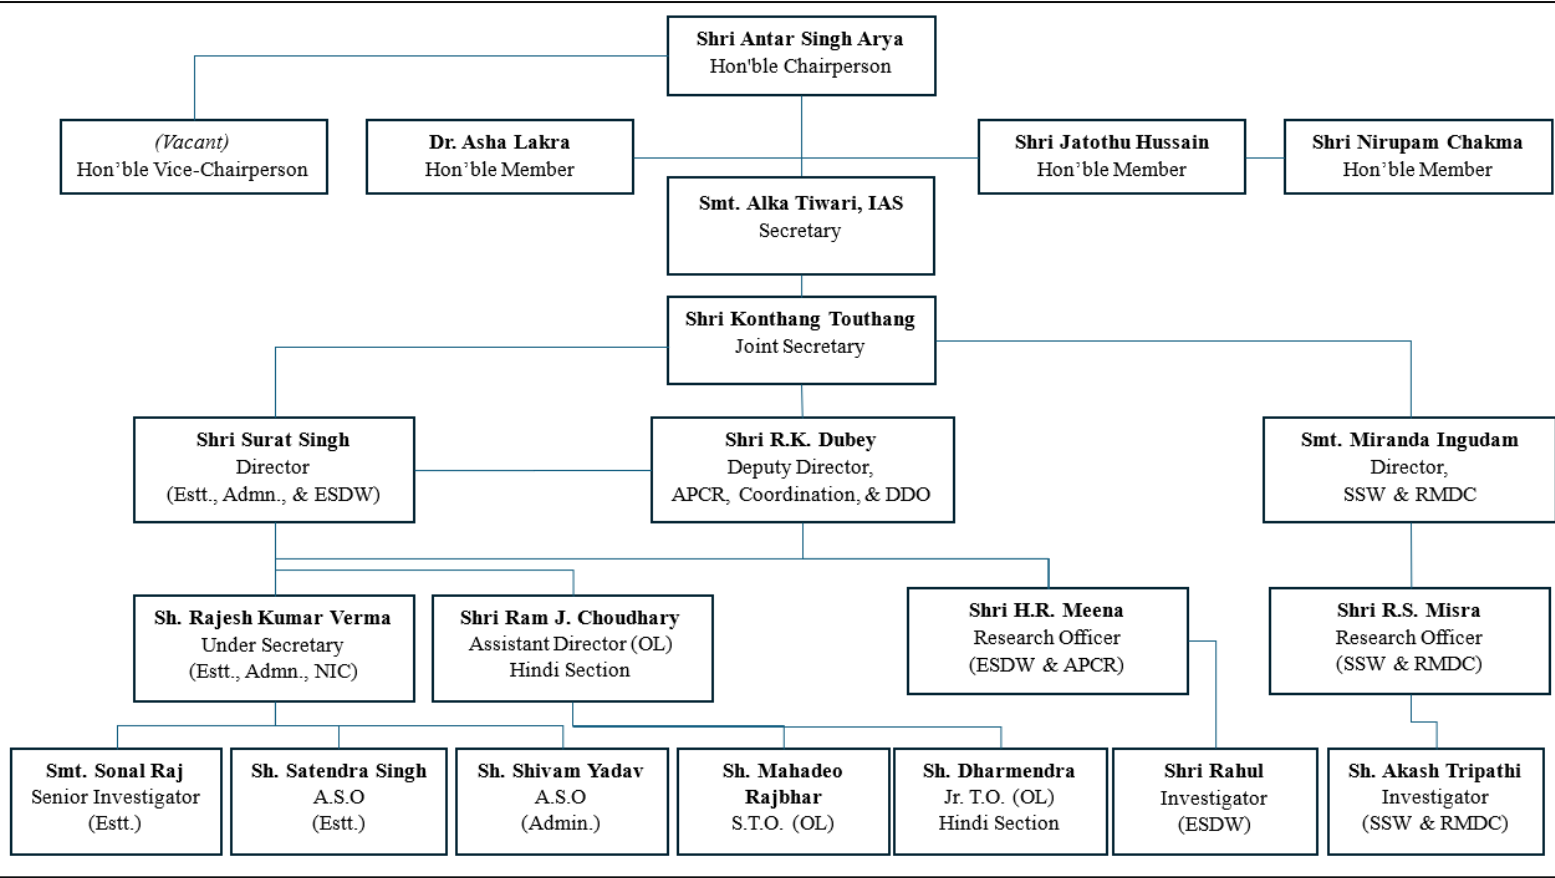 Shri Antar Singh Arya
Hon'ble Chairperson
(Vacant)
Hon’ble Vice-Chairperson
Dr. Asha Lakra
Hon’ble Member
Shri Jatothu Hussain
Hon’ble Member
Shri Nirupam Chakma
Hon’ble Member
Smt. Alka Tiwari, IAS
Secretary
Shri Konthang Touthang
Joint Secretary
Shri Surat Singh
Director
(Estt., Admn., & ESDW)
Shri R.K. Dubey
Deputy Director,
APCR, Coordination, & DDO
Smt. Miranda Ingudam
Director,
SSW & RMDC
Sh. Rajesh Kumar Verma
Under Secretary
(Estt., Admn., NIC)
Shri Ram J. Choudhary
Assistant Director (OL)
Hindi Section
Shri H.R. Meena
Research Officer
(ESDW & APCR)
Shri R.S. Misra
Research Officer
(SSW & RMDC)
Smt. Sonal Raj
Senior Investigator
(Estt.)
Sh. Satendra Singh
A.S.O
(Estt.)
Sh. Shivam Yadav
A.S.O
(Admin.)
Sh. Mahadeo
Rajbhar
S.T.O. (OL)
Sh. Dharmendra
Jr. T.O. (OL)
Hindi Section
Shri Rahul
Investigator
(ESDW)
Sh. Akash Tripathi
Investigator
(SSW & RMDC)